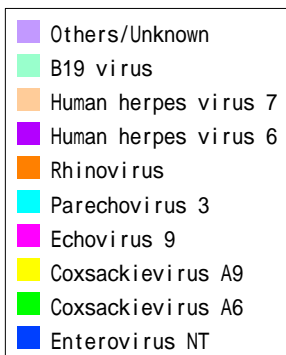 Others/Unknown
B19 virus
Human herpes virus 7
Human herpes virus 6
Rhinovirus
Parechovirus 3
Echovirus 9
Coxsackievirus A9
Coxsackievirus A6
Enterovirus NT